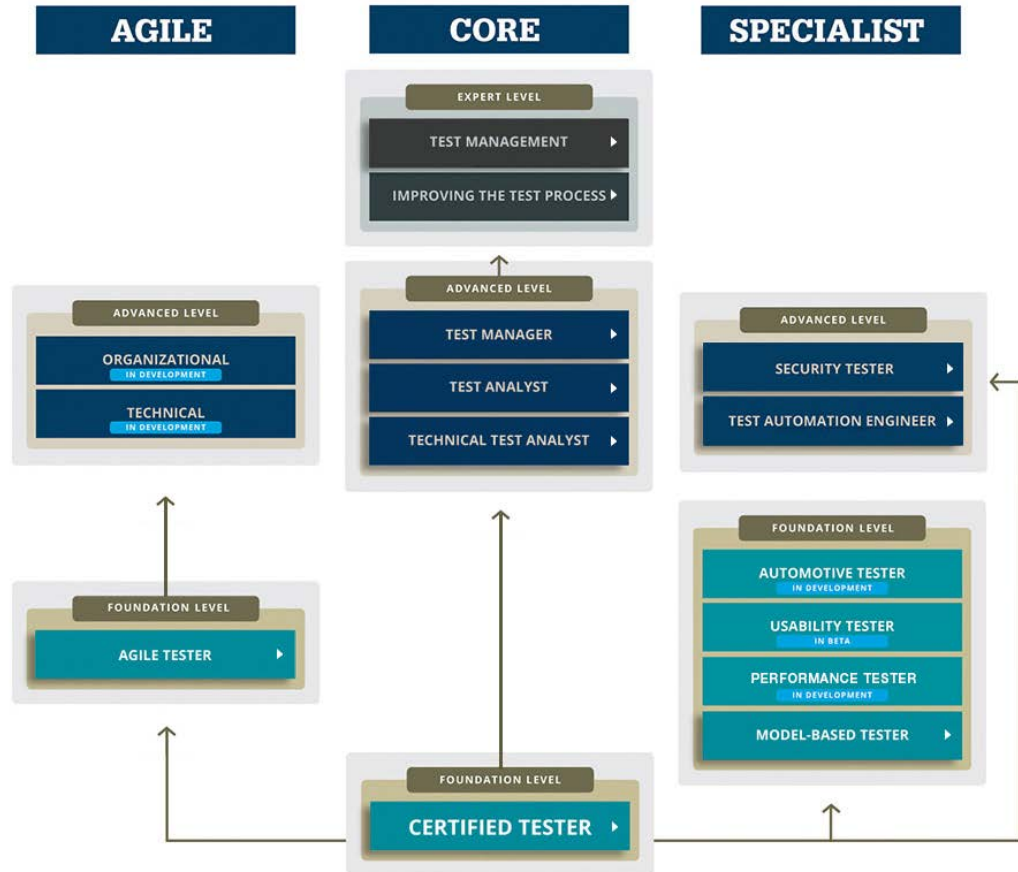 AGILE
CORE
SPECIALIST
EXPERT LEVEL
TEST MANAGEMENT
IMPROVING THE TEST PROCESS
ADVANCED LEVEL
ORGANIZATIONAL
IN DEVELOPMENT
TECHNICAL
IN DEVELOPMENT
ADVANCED LEVEL
TEST MANAGER
TEST ANALYST
TECHNICAL TEST ANALYST
ADVANCED LEVEL
SECURITY TESTER
TEST AUTOMATION ENGINEER
FOUNDATION LEVEL
AGILE TESTER
FOUNDATION LEVEL
AUTOMOTIVE TESTER
IN DEVELOPMENT
USABILITY TESTER
IN BETA
PERFORMANCE TESTER
IN DEVELOPMENT
MODEL-BASED TESTER
FOUNDATION LEVEL
CERTIFIED TESTER